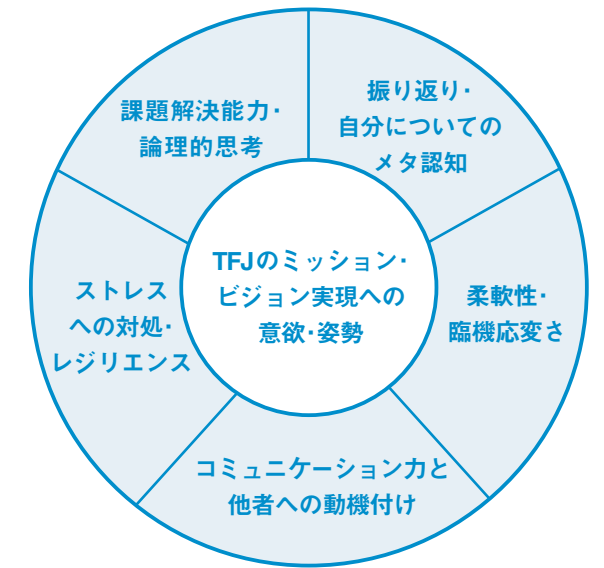 課題解決能力・
論理的思考
振り返り・
自分についての
メタ認知
TFJのミッション・
ビジョン実現への
意欲・姿勢
ストレス
への対処・
レジリエンス
柔軟性・
臨機応変さ
コミュニケーション力と
他者への動機付け